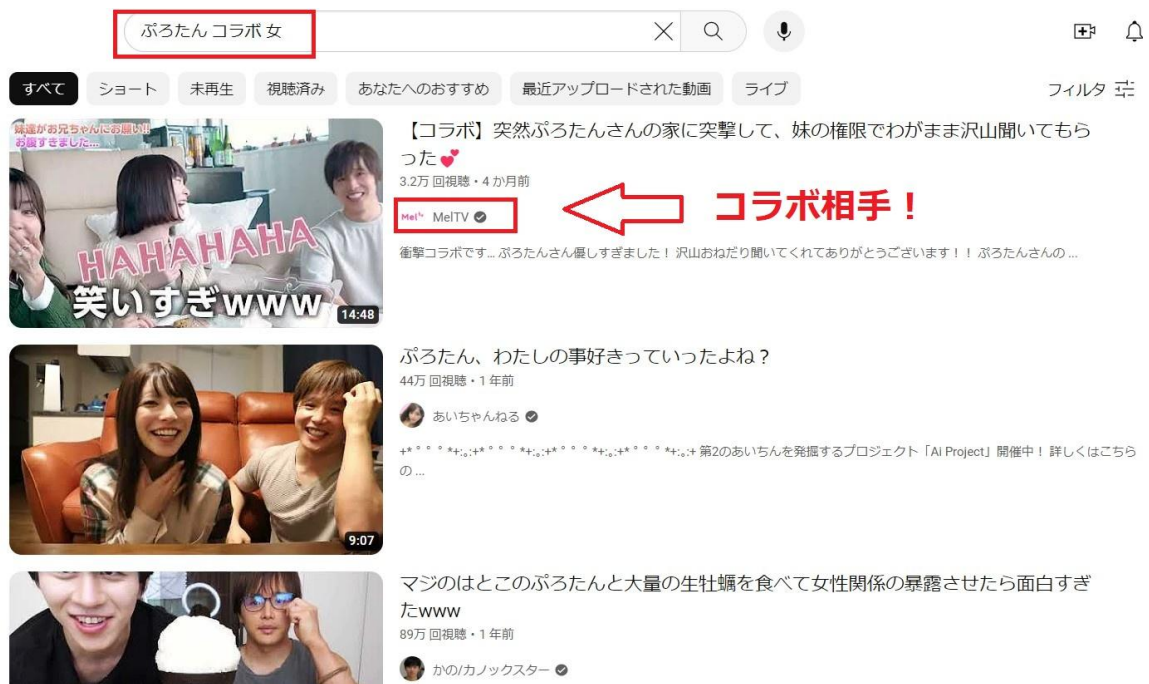 ぷろたん コラボ 女
すべて ショート 未再生 視聴済み あなたへのおすすめ 最近アップロードされた動画 ライブ フィルタ
妹達がお兄ちゃんにお願い!!
お腹すきました...
HAHAHAHA
笑いすぎwww
14:48
【コラボ】突然ぷろたんさんの家に突撃して、妹の権限でわがまま沢山聞いてもら
った💕
3.2万 回視聴・4 か月前
Mel MelTV
コラボ相手！
衝撃コラボです... ぷろたんさん優しすぎました！ 沢山おねだり聞いてくれてありがとうございます！！ ぷろたんさんの ...
9:07
ぷろたん、わたしの事好きっていったよね？
44万 回視聴・1 年前
あいちゃんねる
+*ﾟﾟﾟ*+:｡:+*ﾟﾟﾟ*+:｡:+*ﾟﾟﾟ*+:｡:+*ﾟﾟﾟ*+:｡:+ 第2のあいちんを発掘するプロジェクト「Ai Project」開催中！ 詳しくはこちら
の ...
マジのはとこのぷろたんと大量の生牡蠣を食べて女性関係の暴露させたら面白すぎ
たwww
89万 回視聴・1 年前
かの/カノックスター